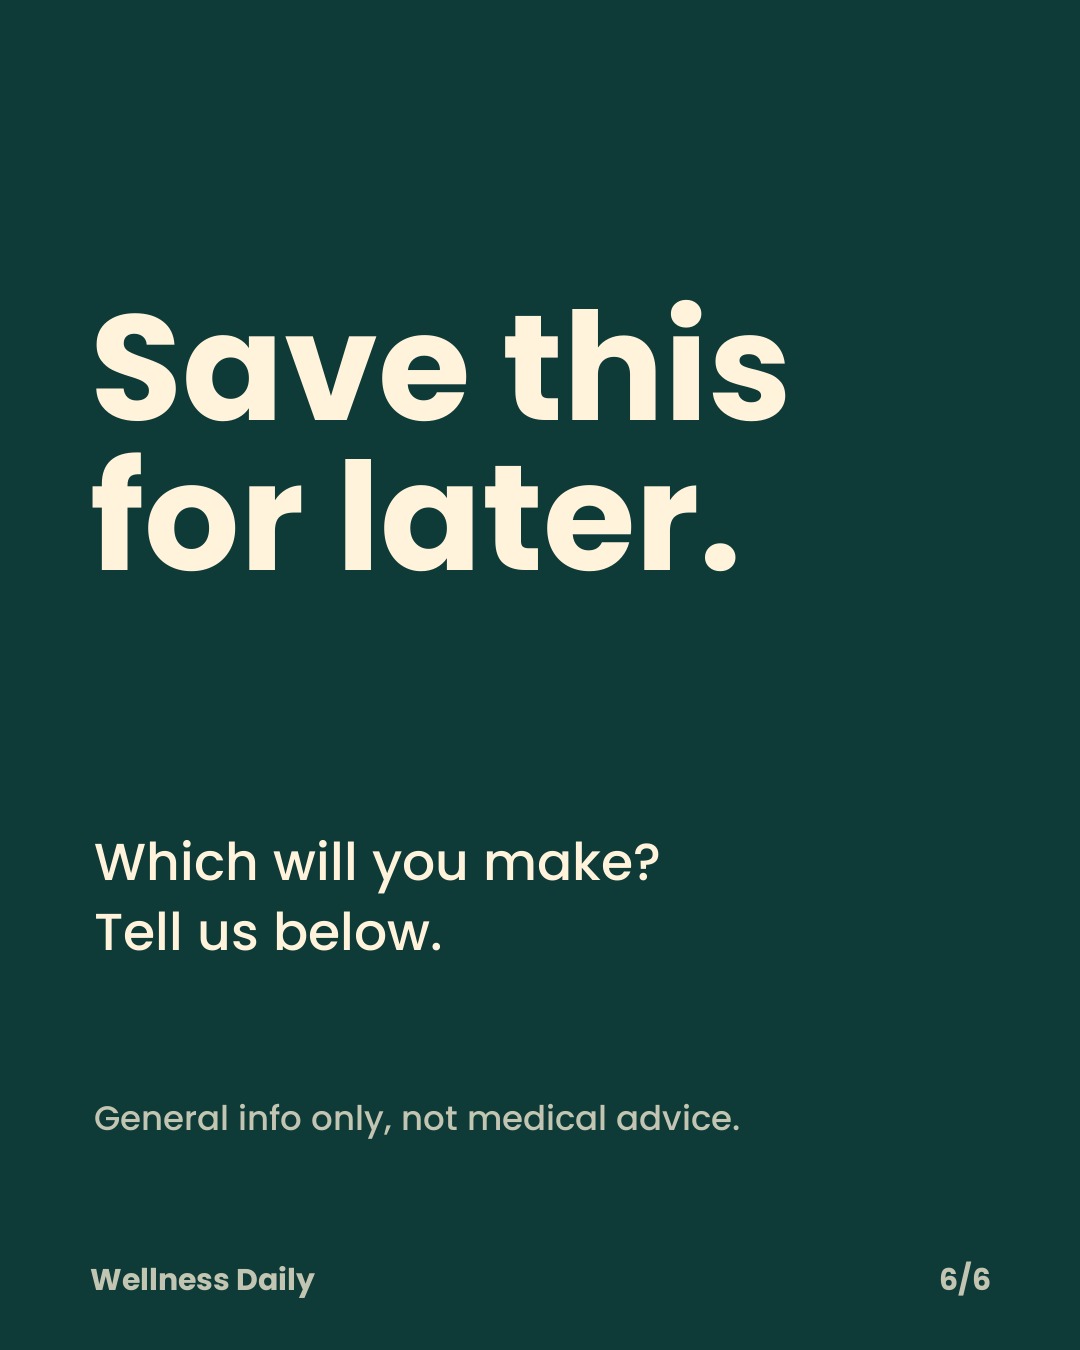 Save this
for later.
Which will you make?
Tell us below.
General info only, not medical advice.
Wellness Daily
6/6